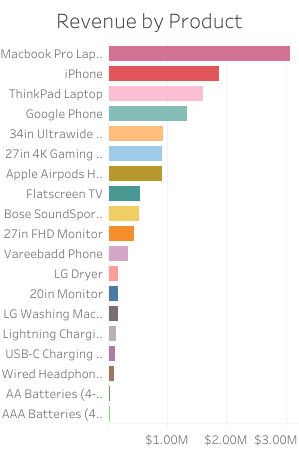 Revenue by Product
Macbook Pro Lap..
iPhone
ThinkPad Laptop
Google Phone
34in Ultrawide ..
27in 4K Gaming ..
Apple Airpods H..
Flatscreen TV
Bose SoundSpor..
27in FHD Monitor
Vareebadd Phone
LG Dryer
20in Monitor
LG Washing Mac..
Lightning Chargi..
USB-C Charging ..
Wired Headphon..
AA Batteries (4-..
AAA Batteries (4..
$1.00M $2.00M $3.00M